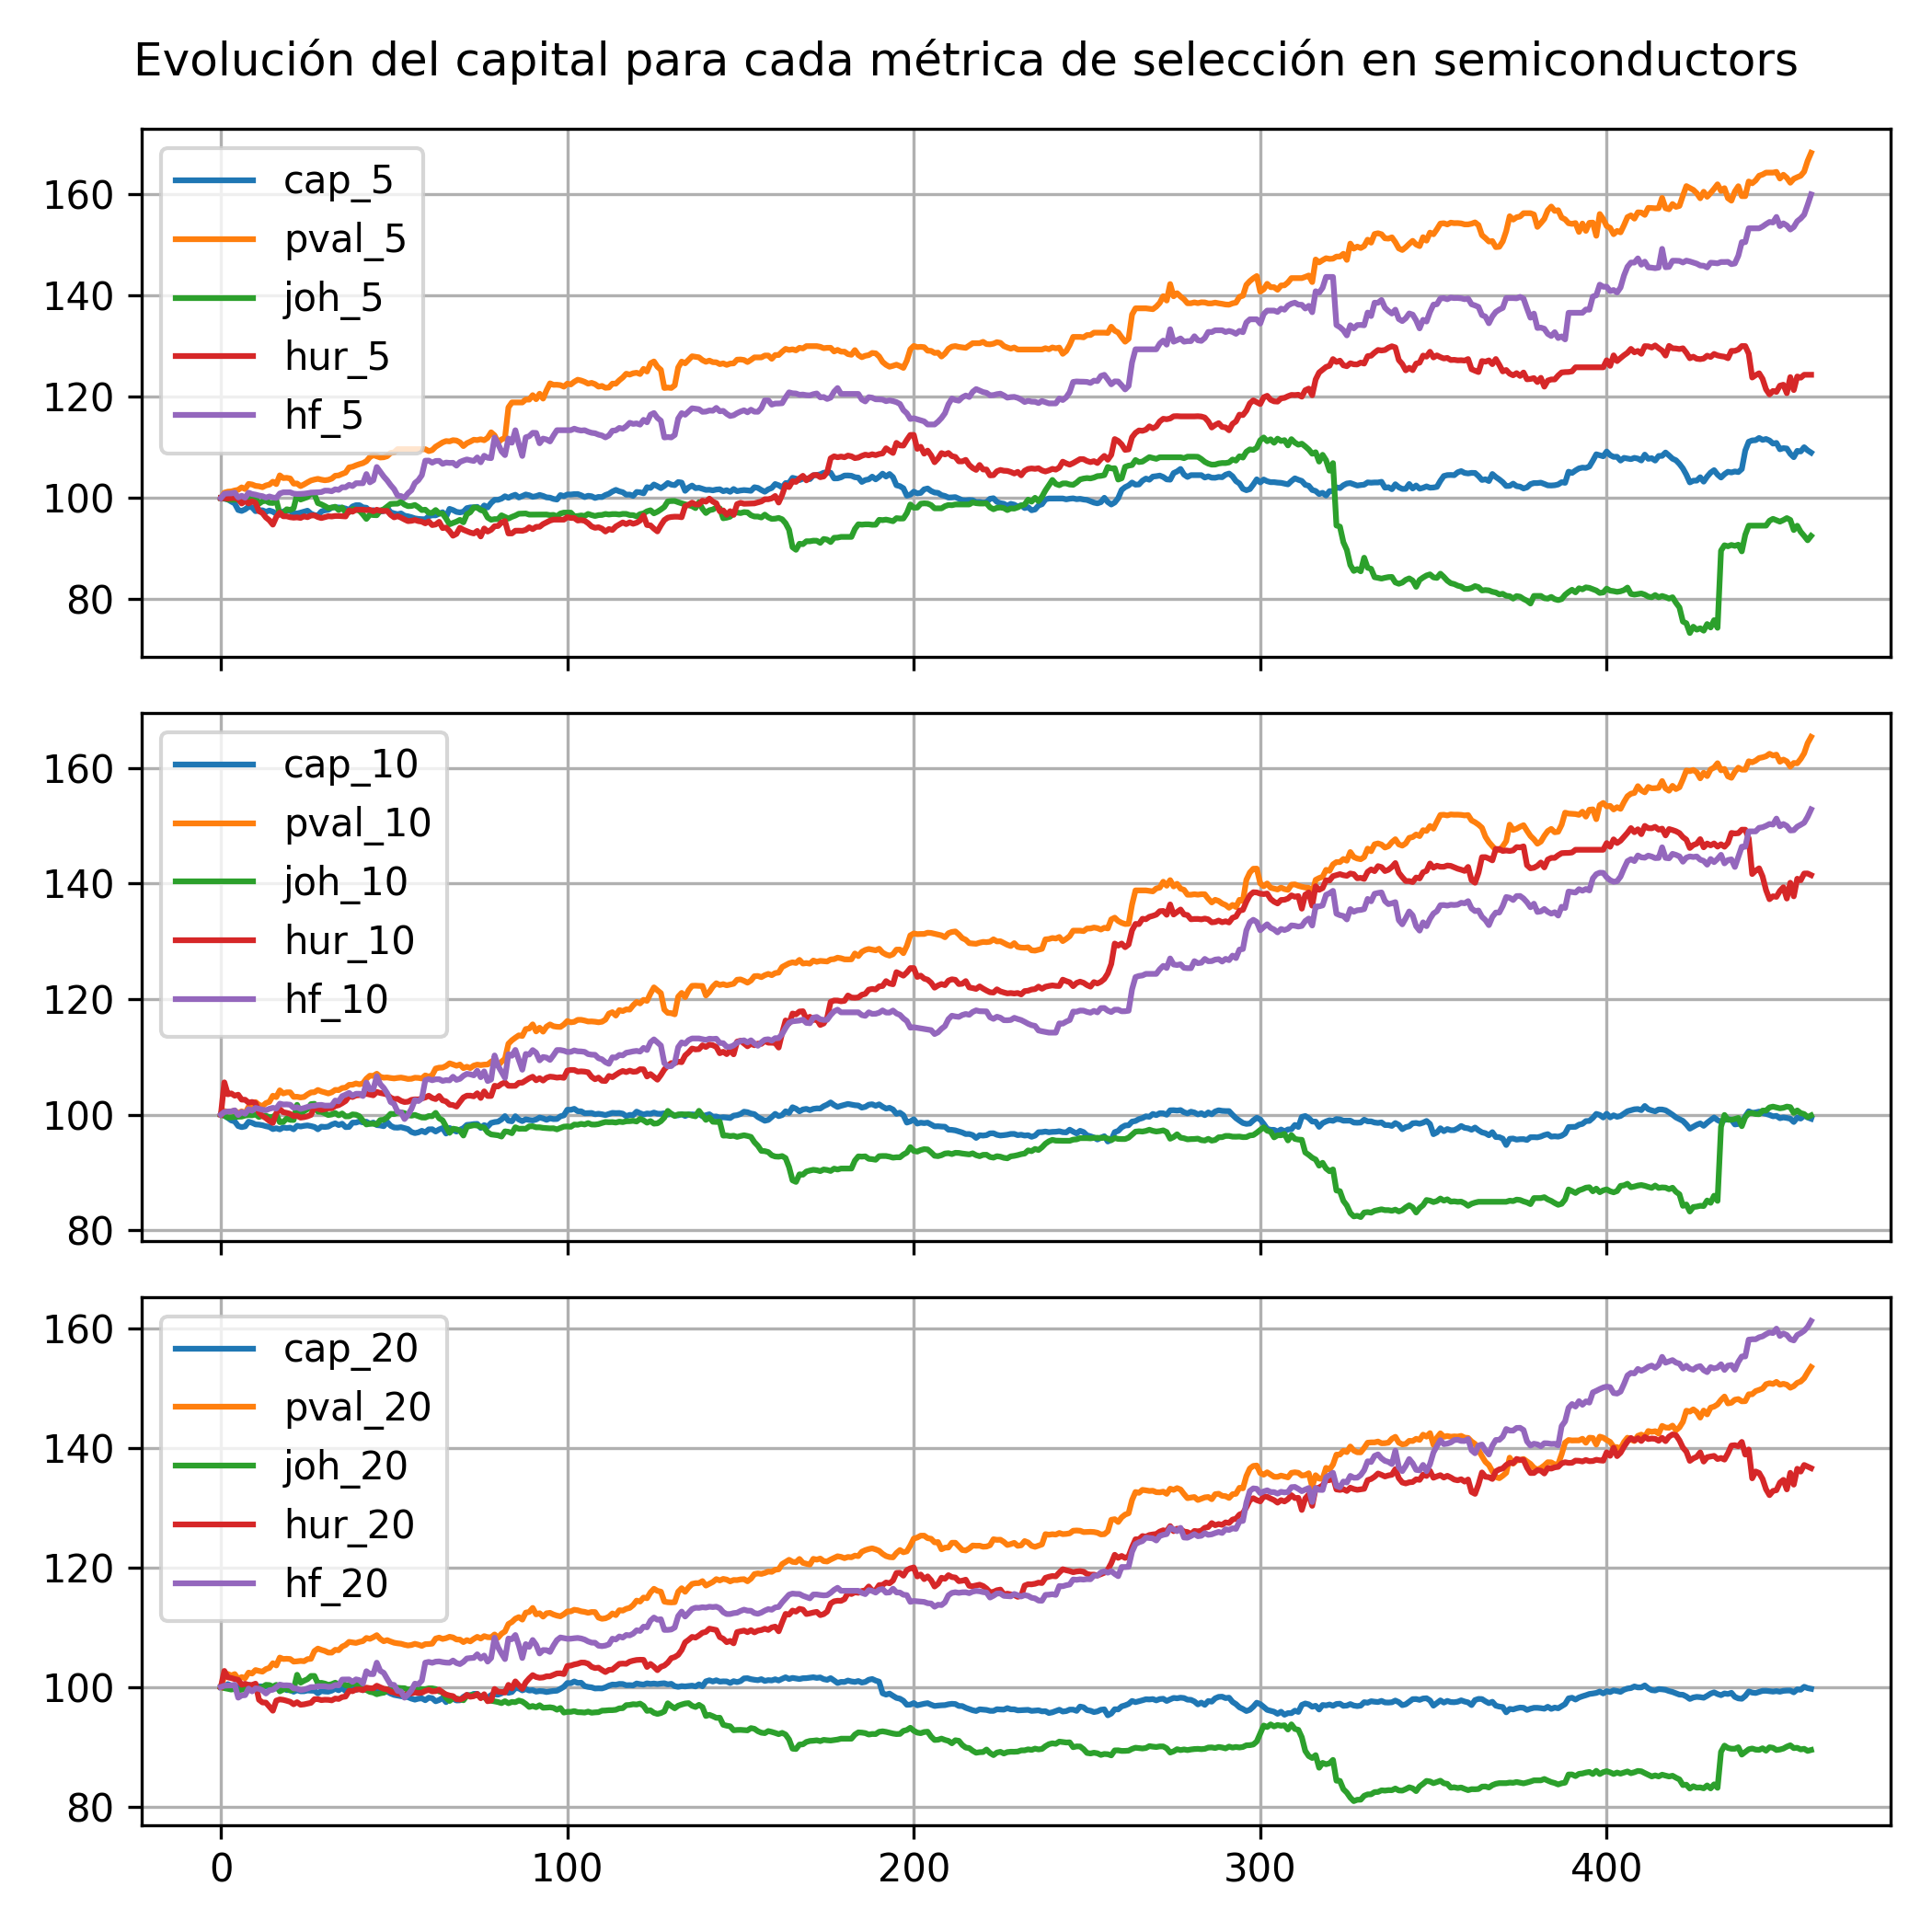 Evolución del capital para cada métrica de selección en semiconductors
160
140
120
100
80
cap_5
pval_5
joh_5
hur_5
hf_5
160
140
120
100
80
cap_10
pval_10
joh_10
hur_10
hf_10
160
140
120
100
80
cap_20
pval_20
joh_20
hur_20
hf_20
0 100 200 300 400